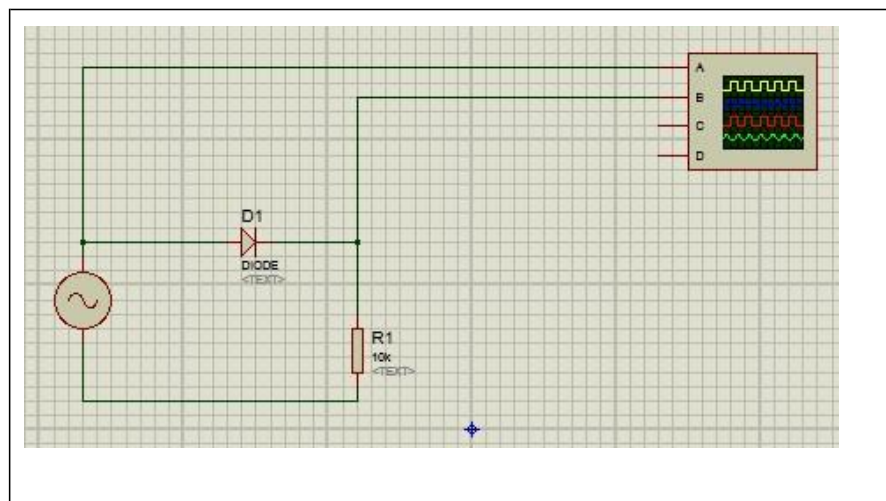 A
B
C
D
D1
DIODE
<TEXT>
R1
10k
<TEXT>